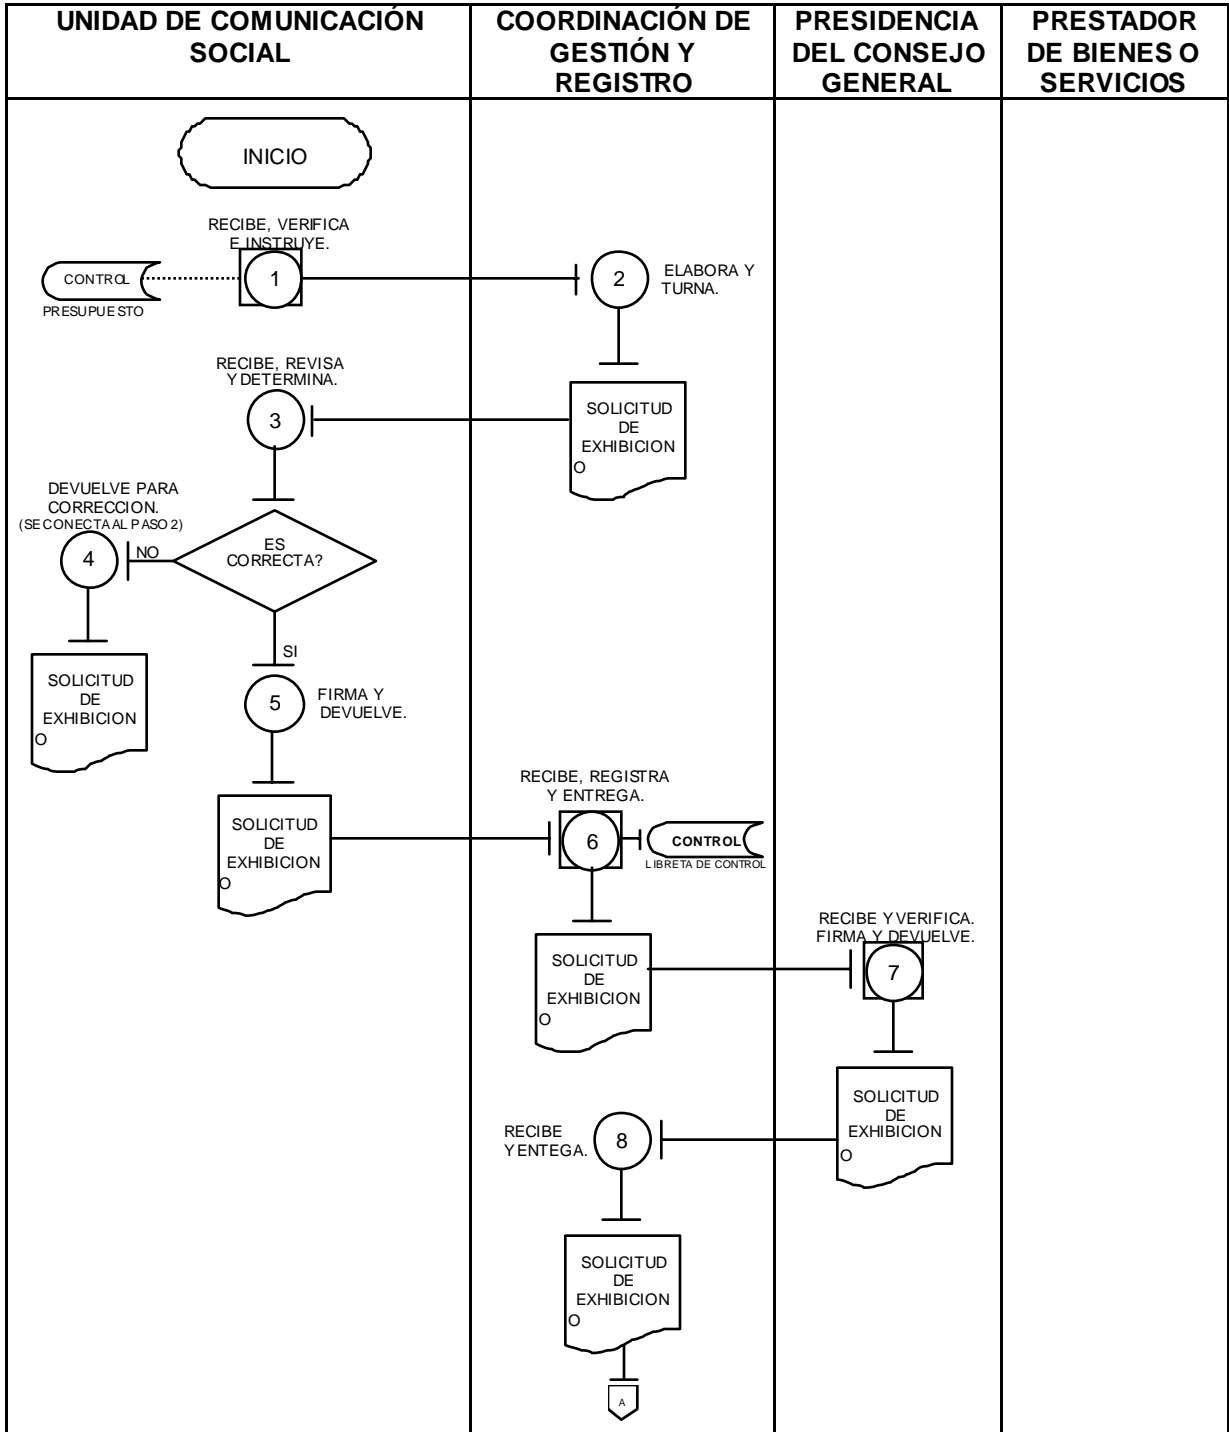 UNIDAD DE COMUNICACIÓN
SOCIAL
COORDINACIÓN DE
GESTIÓN Y
REGISTRO
PRESIDENCIA
DEL CONSEJO
GENERAL
PRESTADOR
DE BIENES O
SERVICIOS
INICIO
RECIBE, VERIFICA
E INSTRUYE.
CONTROL
PRESUPUESTO
1
2
ELABORA Y
TURNA.
SOLICITUD
DE
EXHIBICION
O
RECIBE, REVISA
Y DETERMINA.
3
ES
CORRECTA?
NO
DEVUELVE PARA
CORRECCION.
(SE CONECTA AL PASO 2)
4
SOLICITUD
DE
EXHIBICION
O
SI
5
FIRMA Y
DEVUELVE.
SOLICITUD
DE
EXHIBICION
O
RECIBE, REGISTRA
Y ENTREGA.
6
CONTROL
LIBRETA DE CONTROL
SOLICITUD
DE
EXHIBICION
O
RECIBE Y VERIFICA.
FIRMA Y DEVUELVE.
7
SOLICITUD
DE
EXHIBICION
O
RECIBE
Y ENTEGA.
8
SOLICITUD
DE
EXHIBICION
O
A